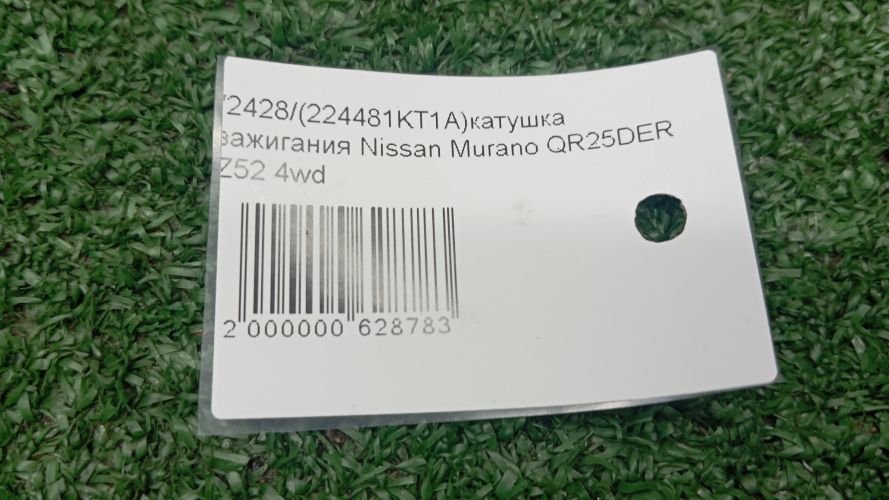 /2428/(224481KT1A)катушка
зажигания Nissan Murano QR25DER
Z52 4wd
2 000000 628783